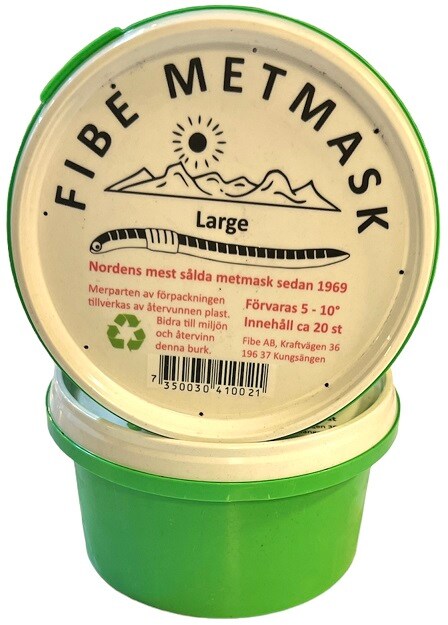 FIBE METMASK
Large
Nordens mest sålda metmask sedan 1969
Merparten av förpackningen
tillverkas av återvunnen plast.
Bidra till miljön
och återvinn
denna burk.
Förvaras 5 - 10°
Innehåll ca 20 st
Fibe AB, Kraftvägen 36
196 37 Kungsängen
7 350030 410021